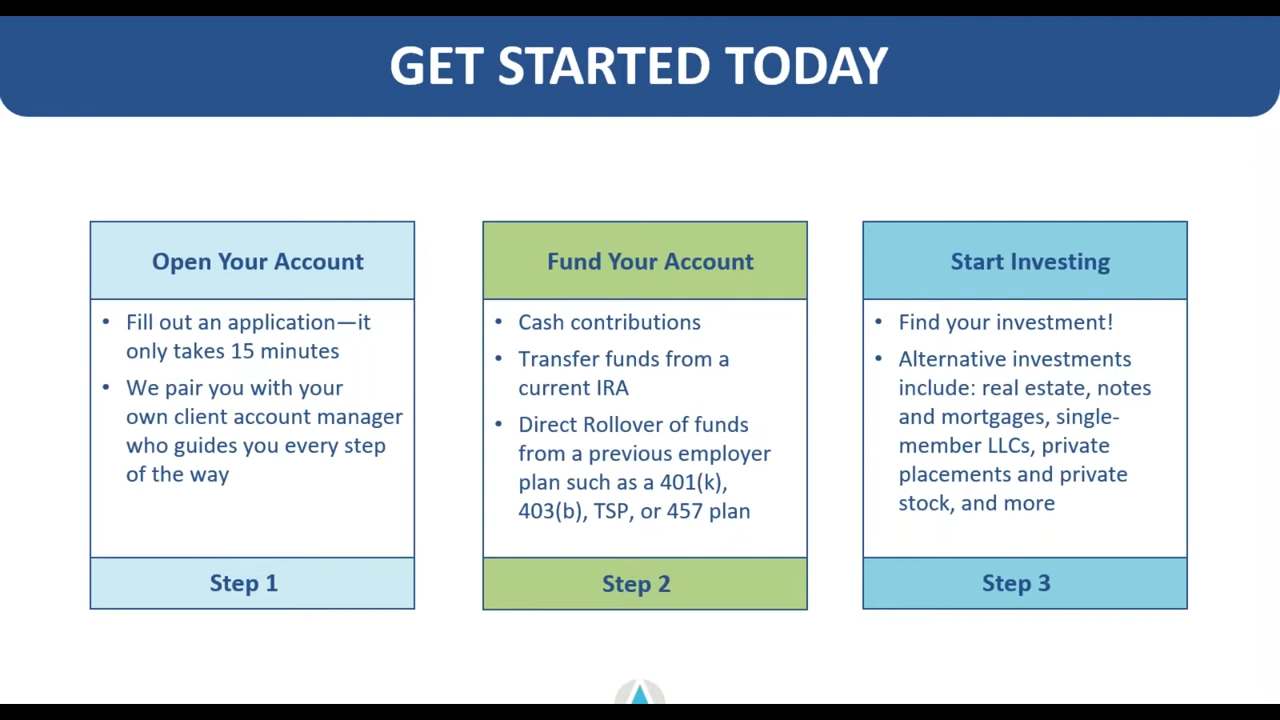 GET STARTED TODAY
Open Your Account
• Fill out an application—it
only takes 15 minutes
• We pair you with your
own client account manager
who guides you every step
of the way
Step 1
Fund Your Account
• Cash contributions
• Transfer funds from a
current IRA
• Direct Rollover of funds
from a previous employer
plan such as a 401(k),
403(b), TSP, or 457 plan
Step 2
Start Investing
• Find your investment!
• Alternative investments
include: real estate, notes
and mortgages, single-
member LLCs, private
placements and private
stock, and more
Step 3